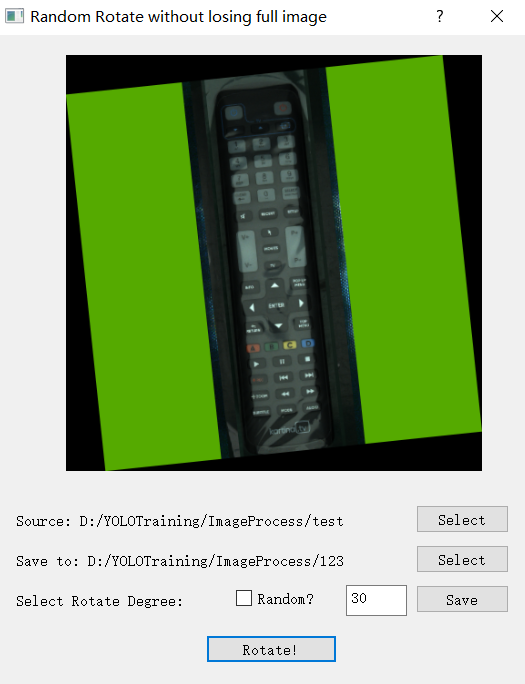 Random Rotate without losing full image
ENTER
A B C D
Source: D:/YOLOTraining/ImageProcess/test
Select
Save to: D:/YOLOTraining/ImageProcess/123
Select
Select Rotate Degree:
Random?
30
Save
Rotate!